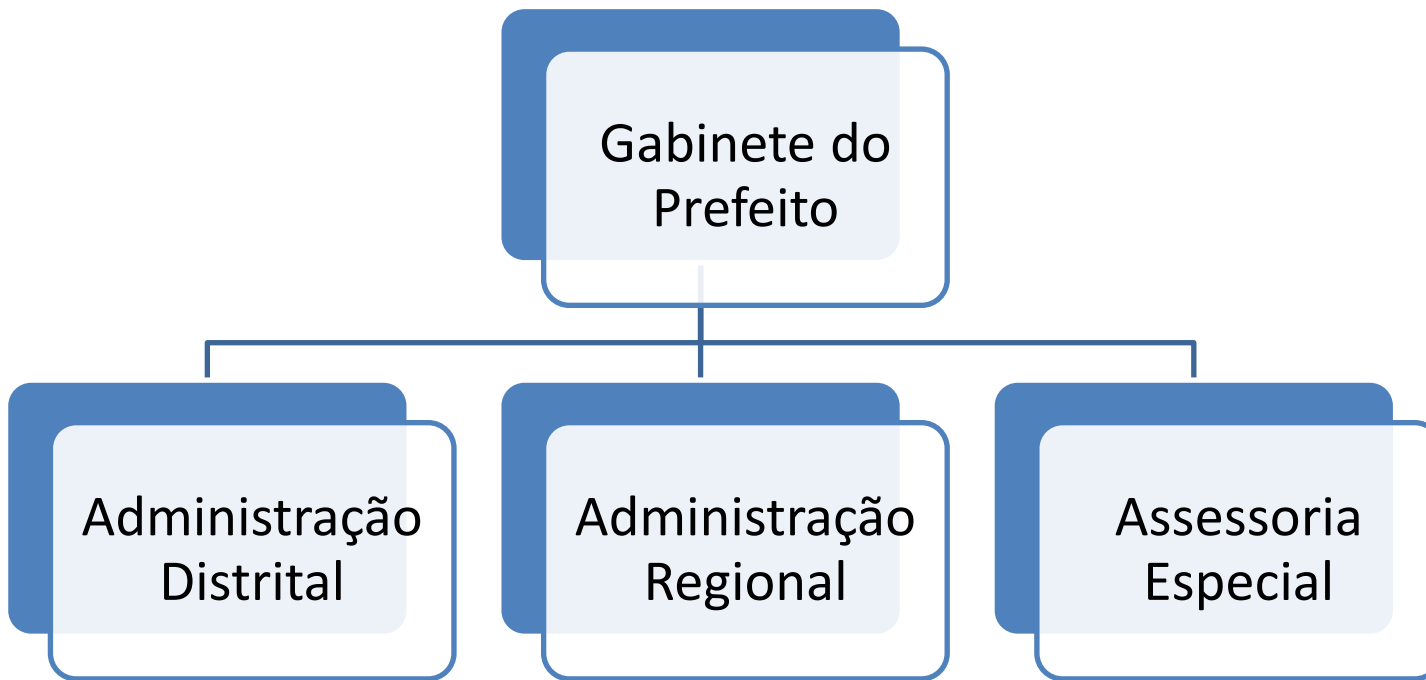 Gabinete do
Prefeito
Administração
Distrital
Administração
Regional
Assessoria
Especial